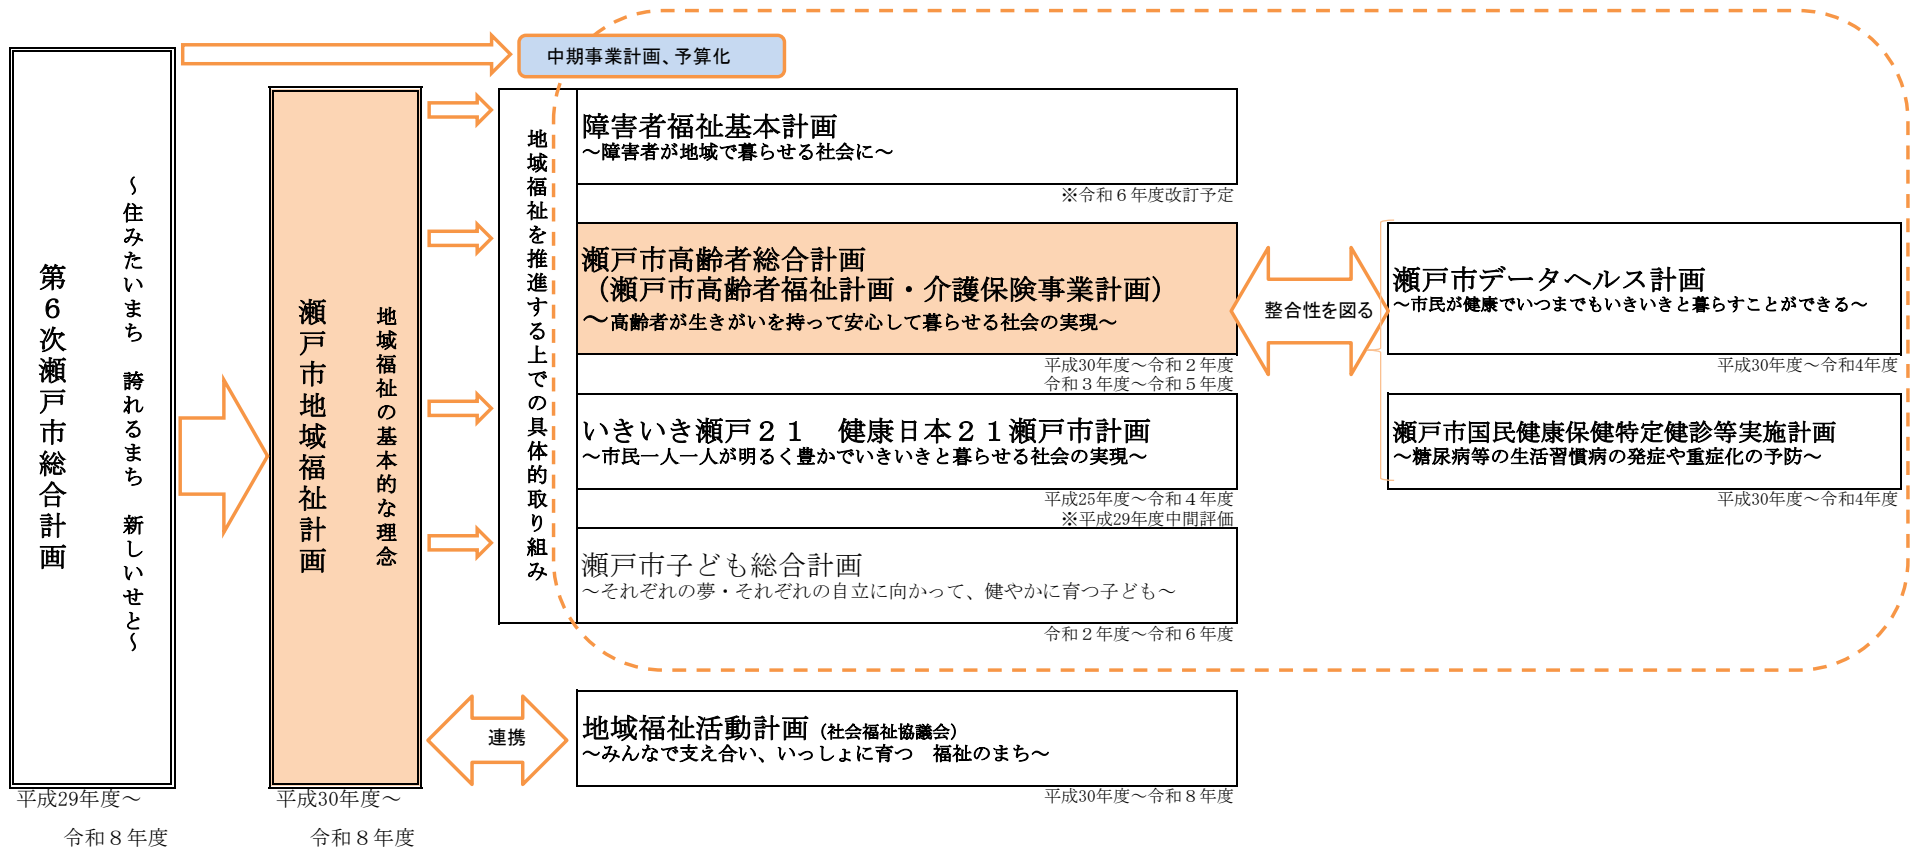 中期事業計画、予算化
第６次瀬戸市総合計画
～住みたいまち　誇れるまち　新しいせと～
平成29年度～
令和８年度
瀬戸市地域福祉計画
地域福祉の基本的な理念
平成30年度～
令和８年度
地域福祉を推進する上での具体的取り組み
障害者福祉基本計画
～障害者が地域で暮らせる社会に～
※令和６年度改訂予定
瀬戸市高齢者総合計画
（瀬戸市高齢者福祉計画・介護保険事業計画）
～高齢者が生きがいを持って安心して暮らせる社会の実現～
平成30年度～令和２年度
令和３年度～令和５年度
いきいき瀬戸２１　健康日本２１瀬戸市計画
～市民一人一人が明るく豊かでいきいきと暮らせる社会の実現～
平成25年度～令和４年度
※平成29年度中間評価
瀬戸市子ども総合計画
～それぞれの夢・それぞれの自立に向かって、健やかに育つ子ども～
令和２年度～令和６年度
整合性を図る
瀬戸市データヘルス計画
～市民が健康でいつまでもいきいきと暮らすことができる～
平成30年度～令和4年度
瀬戸市国民健康保健特定健診等実施計画
～糖尿病等の生活習慣病の発症や重症化の予防～
平成30年度～令和4年度
連携
地域福祉活動計画（社会福祉協議会）
～みんなで支え合い、いっしょに育つ　福祉のまち～
平成30年度～令和８年度